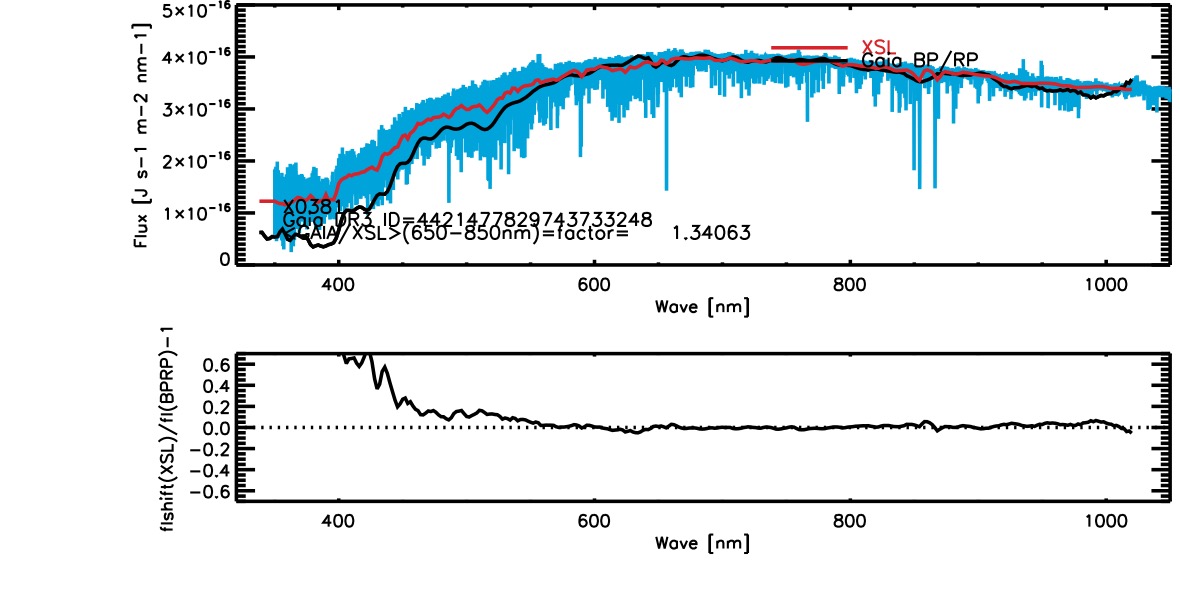 5×10−16
4×10−16
3×10−16
2×10−16
1×10−16
0
Flux [J s−1 m−2 nm−1]
XSL
Gaia BP/RP
X0381
Gaia DR3 ID=4421477829743733248
<GAIA/XSL>(650−850nm)=factor= 1.34063
400 600 800 1000
Wave [nm]
flshift(XSL)/fl(BPRP)−1
0.6
0.4
0.2
0.0
−0.2
−0.4
−0.6
400 600 800 1000
Wave [nm]